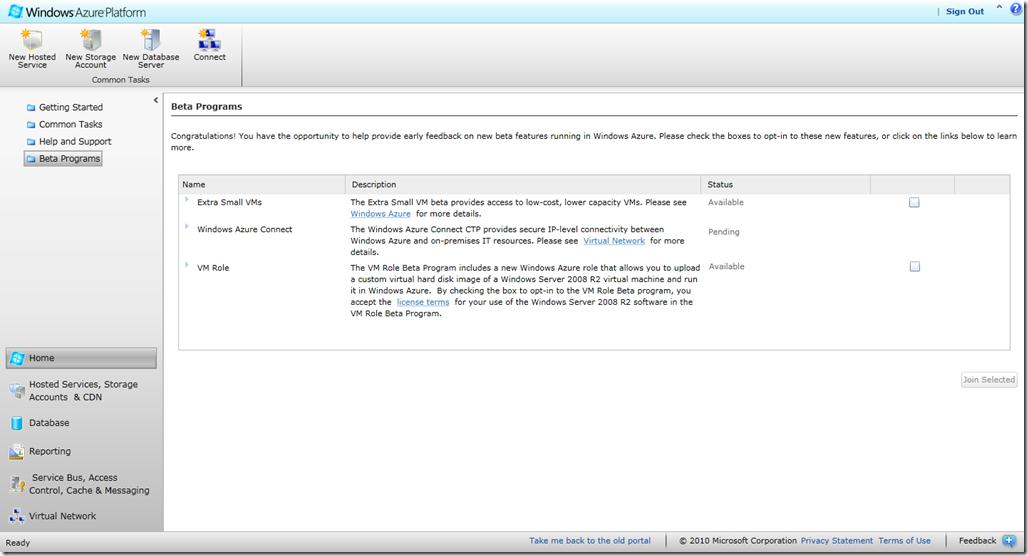 Windows Azure Platform
Sign Out
New Hosted
Service
New Storage
Account
New Database
Server
Connect
Common Tasks
Getting Started
Common Tasks
Help and Support
Beta Programs
Beta Programs
Congratulations! You have the opportunity to help provide early feedback on new beta features running in Windows Azure. Please check the boxes to opt-in to these new features, or click on the links below to learn
more.
Name Description Status
Extra Small VMs
The Extra Small VM beta provides access to low-cost, lower capacity VMs. Please see
Windows Azure for more details.
Available
Windows Azure Connect
The Windows Azure Connect CTP provides secure IP-level connectivity between
Windows Azure and on-premises IT resources. Please see Virtual Network for more
details.
Pending
VM Role
The VM Role Beta Program includes a new Windows Azure role that allows you to upload
a custom virtual hard disk image of a Windows Server 2008 R2 virtual machine and run
it in Windows Azure. By checking the box to opt-in to the VM Role Beta program, you
accept the license terms for your use of the Windows Server 2008 R2 software in the
VM Role Beta Program.
Available
Join Selected
Home
Hosted Services, Storage
Accounts & CDN
Database
Reporting
Service Bus, Access
Control, Cache & Messaging
Virtual Network
Ready
Take me back to the old portal
© 2010 Microsoft Corporation Privacy Statement Terms of Use
Feedback